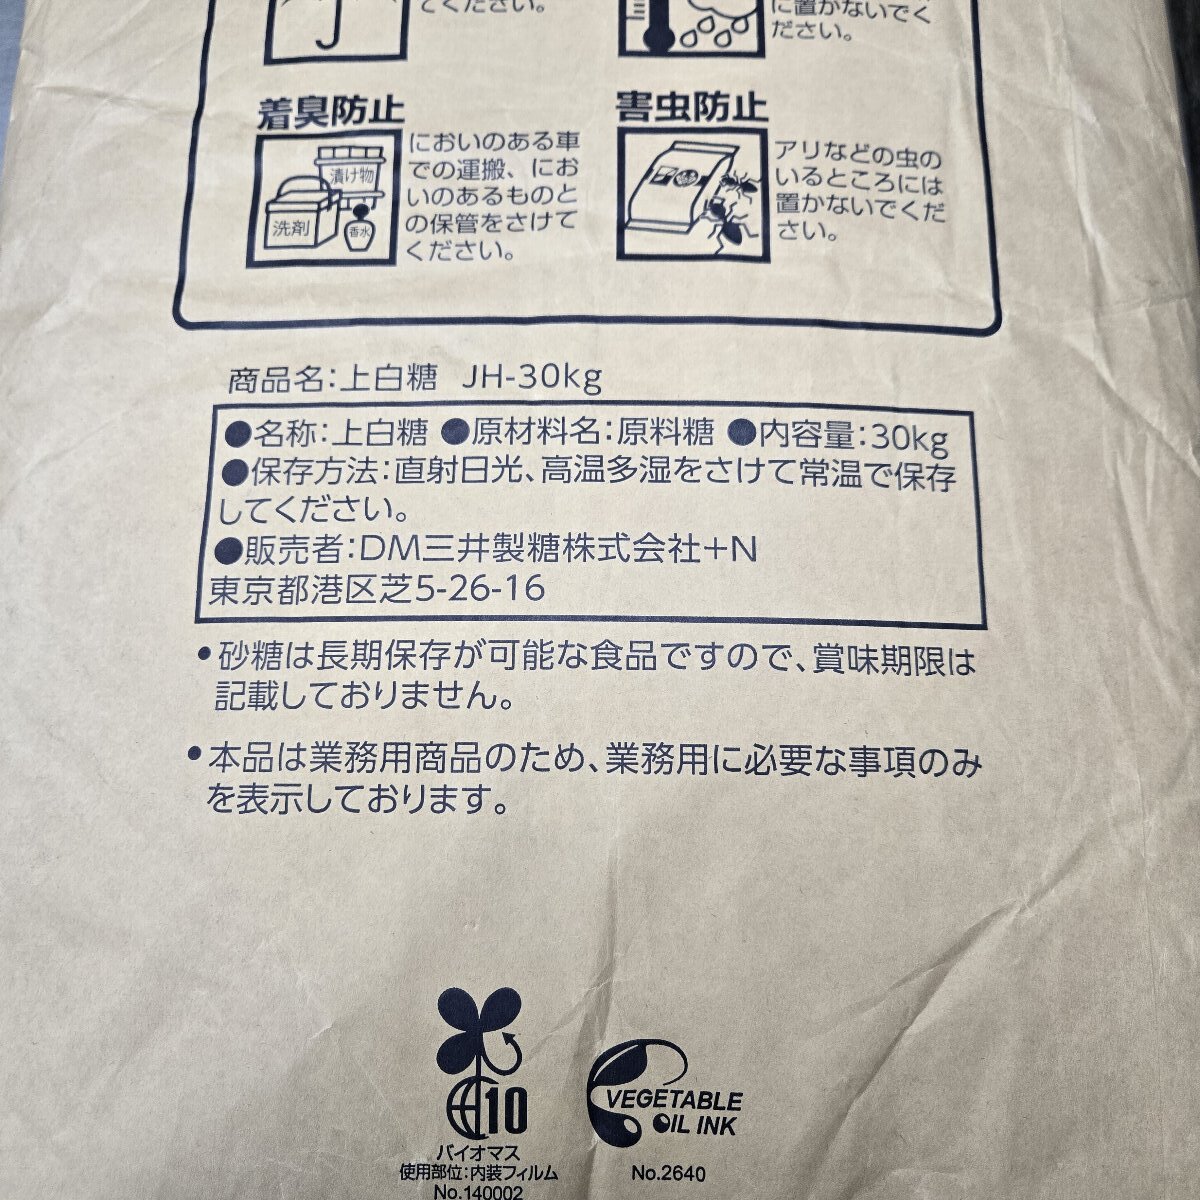 てください。
に置かないでく
ださい。
着臭防止
においのある車
での運搬、にお
いのあるものと
の保管をさけて
ください。
漬け物
洗剤
香水
害虫防止
アリなどの虫の
いるところには
置かないでくだ
さい。
商品名：上白糖 JH-30kg
●名称：上白糖 ●原材料名：原料糖 ●内容量：30kg
●保存方法：直射日光、高温多湿をさけて常温で保存
してください。
●販売者：DM三井製糖株式会社+N
東京都港区芝5-26-16
•砂糖は長期保存が可能な食品ですので、賞味期限は
記載しておりません。
•本品は業務用商品のため、業務用に必要な事項のみ
を表示しております。
10
バイオマス
使用部位：内装フィルム
No.140002
VEGETABLE
OIL INK
No.2640